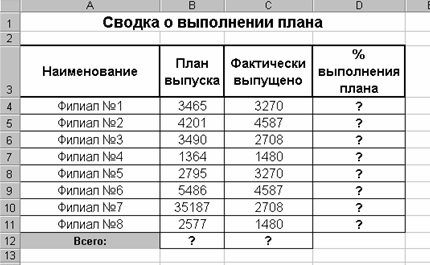 A B C D E
1 Сводка о выполнении плана
2
3 Наименование План выпуска Фактически выпущено % выполнения плана
4 Филиал №1 3465 3270 ?
5 Филиал №2 4201 4587 ?
6 Филиал №3 3490 2708 ?
7 Филиал №4 1364 1480 ?
8 Филиал №5 2795 3270 ?
9 Филиал №6 5486 4587 ?
10 Филиал №7 35187 2708 ?
11 Филиал №8 2577 1480 ?
12 Всего: ? ?
13